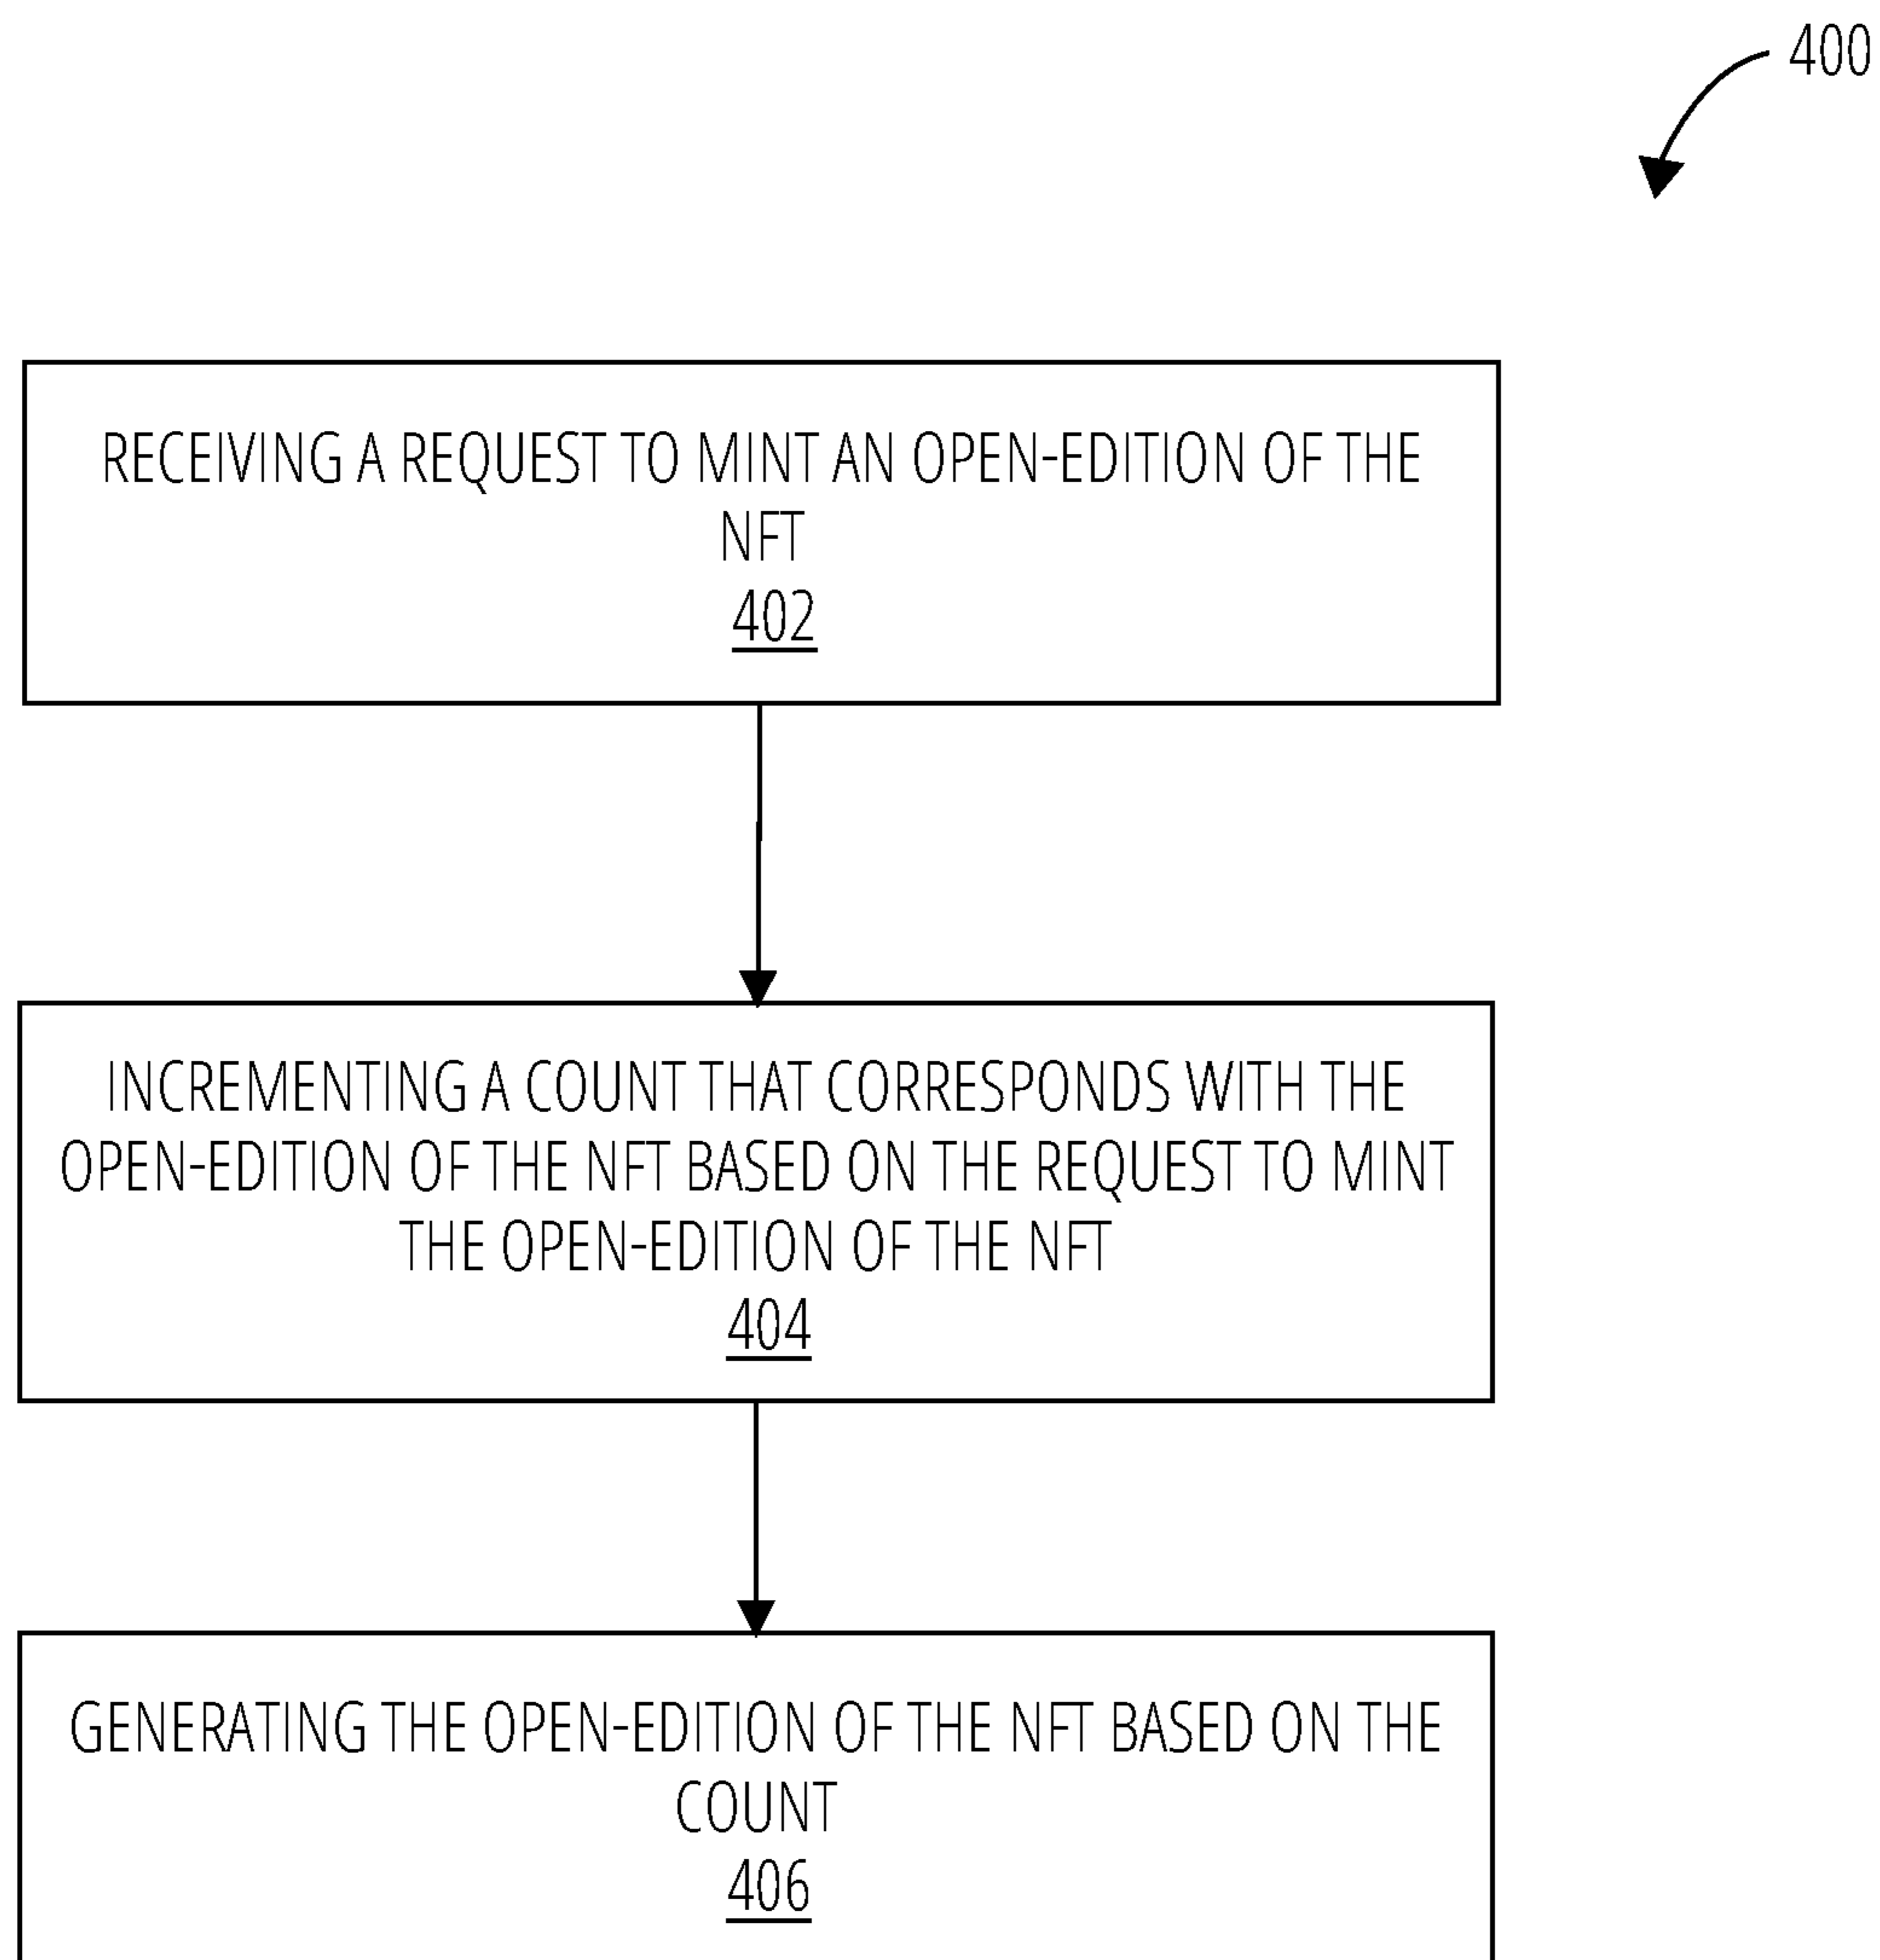 400
RECEIVING A REQUEST TO MINT AN OPEN-EDITION OF THE
NFT
402
INCREMENTING A COUNT THAT CORRESPONDS WITH THE
OPEN-EDITION OF THE NFT BASED ON THE REQUEST TO MINT
THE OPEN-EDITION OF THE NFT
404
GENERATING THE OPEN-EDITION OF THE NFT BASED ON THE
COUNT
406